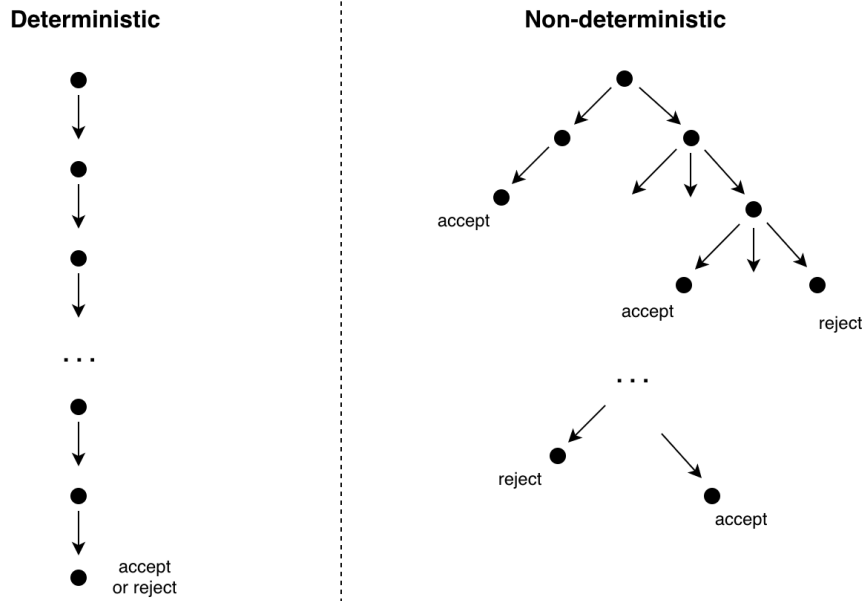 Deterministic
Non-deterministic
accept
accept
reject
. . .
. . .
reject
accept
accept
or reject